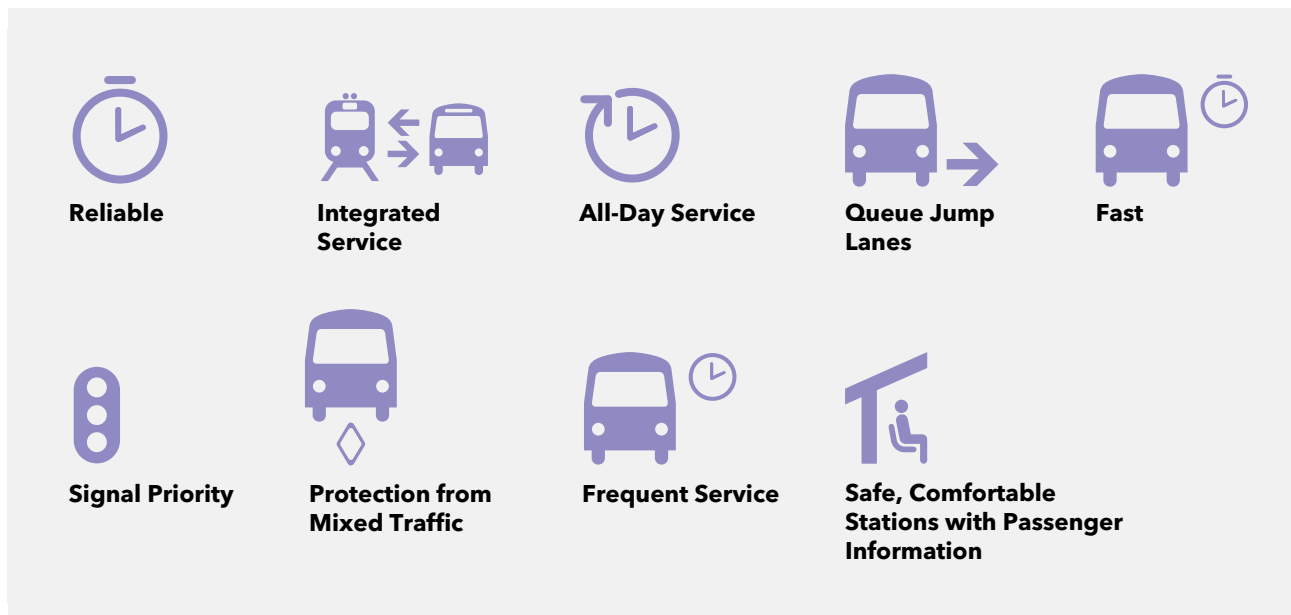 Reliable
Integrated
Service
All-Day Service
Queue Jump
Lanes
Fast
Signal Priority
Protection from
Mixed Traffic
Frequent Service
Safe, Comfortable
Stations with Passenger
Information